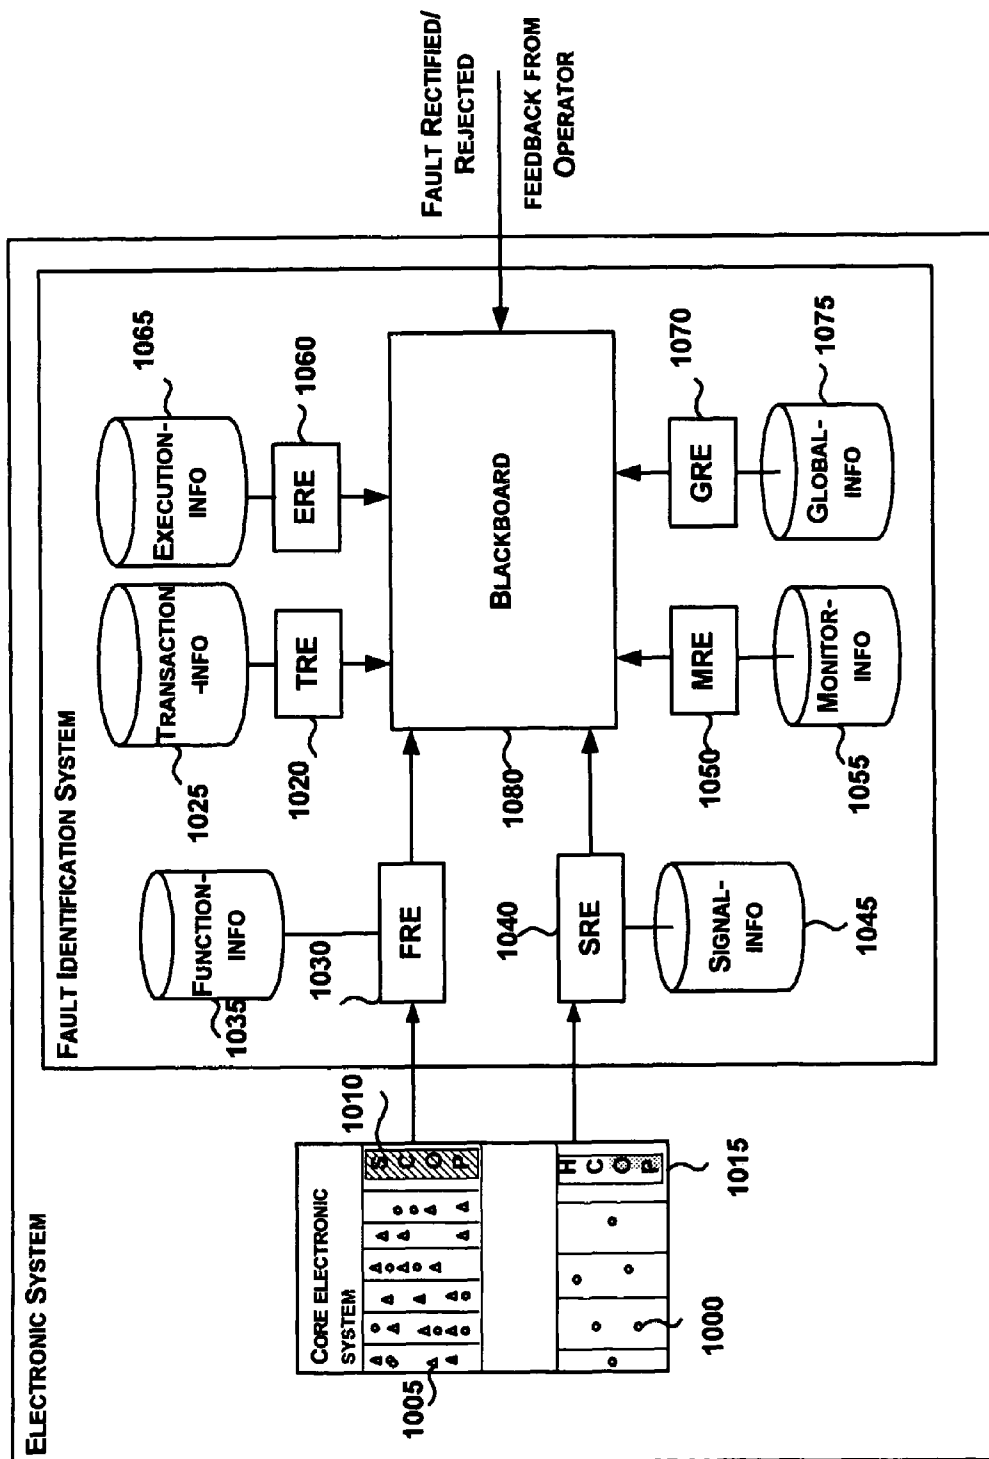 ELECTRONIC SYSTEM
FAULT IDENTIFICATION SYSTEM
1035
FUNCTION-
INFO
1025
TRANSACTION
-INFO
EXECUTION-
INFO
1065
1030
FRE
1020
TRE
ERE
1060
CORE ELECTRONIC
SYSTEM
1005
S
C
O
P
1010
BLACKBOARD
1080
FAULT RECTIFIED/
REJECTED
FEEDBACK FROM
OPERATOR
1000
H
C
O
P
1015
1040
SRE
1050
MRE
GRE
1070
SIGNAL-
INFO
1045
1055
MONITOR-
INFO
GLOBAL-
INFO
1075